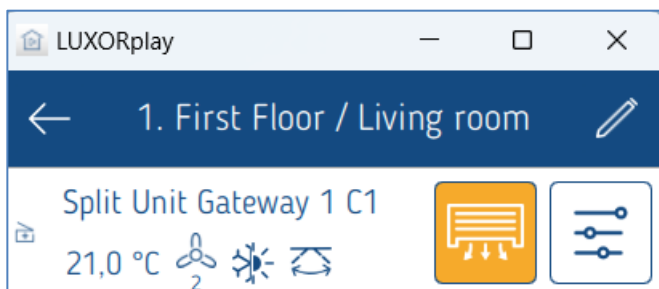 LUXORplay
1. First Floor / Living room
Split Unit Gateway 1 C1
21,0 °C
2